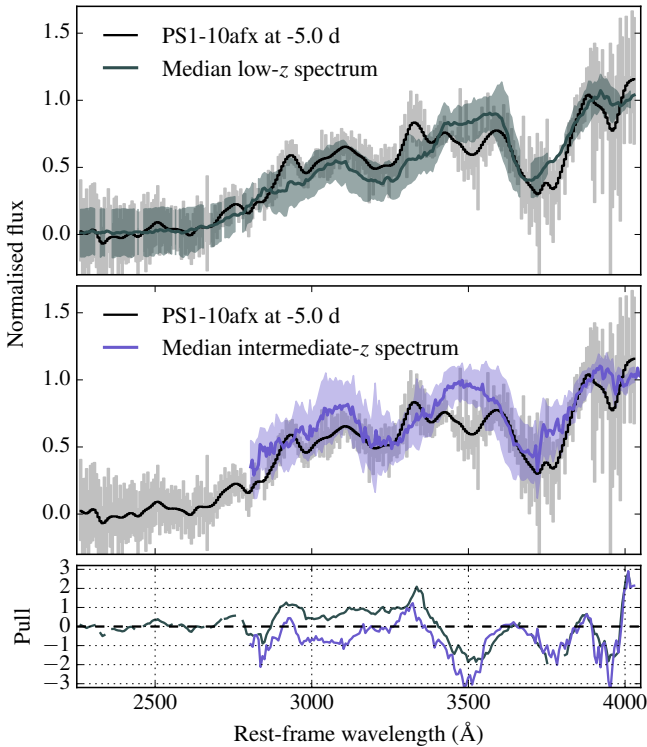 1.5
1.0
0.5
0.0
PS1-10afx at -5.0 d
Median low-z spectrum
Normalised flux
1.5
1.0
0.5
0.0
PS1-10afx at -5.0 d
Median intermediate-z spectrum
3
2
1
0
−1
−2
−3
Pull
2500 3000 3500 4000
Rest-frame wavelength (Å)